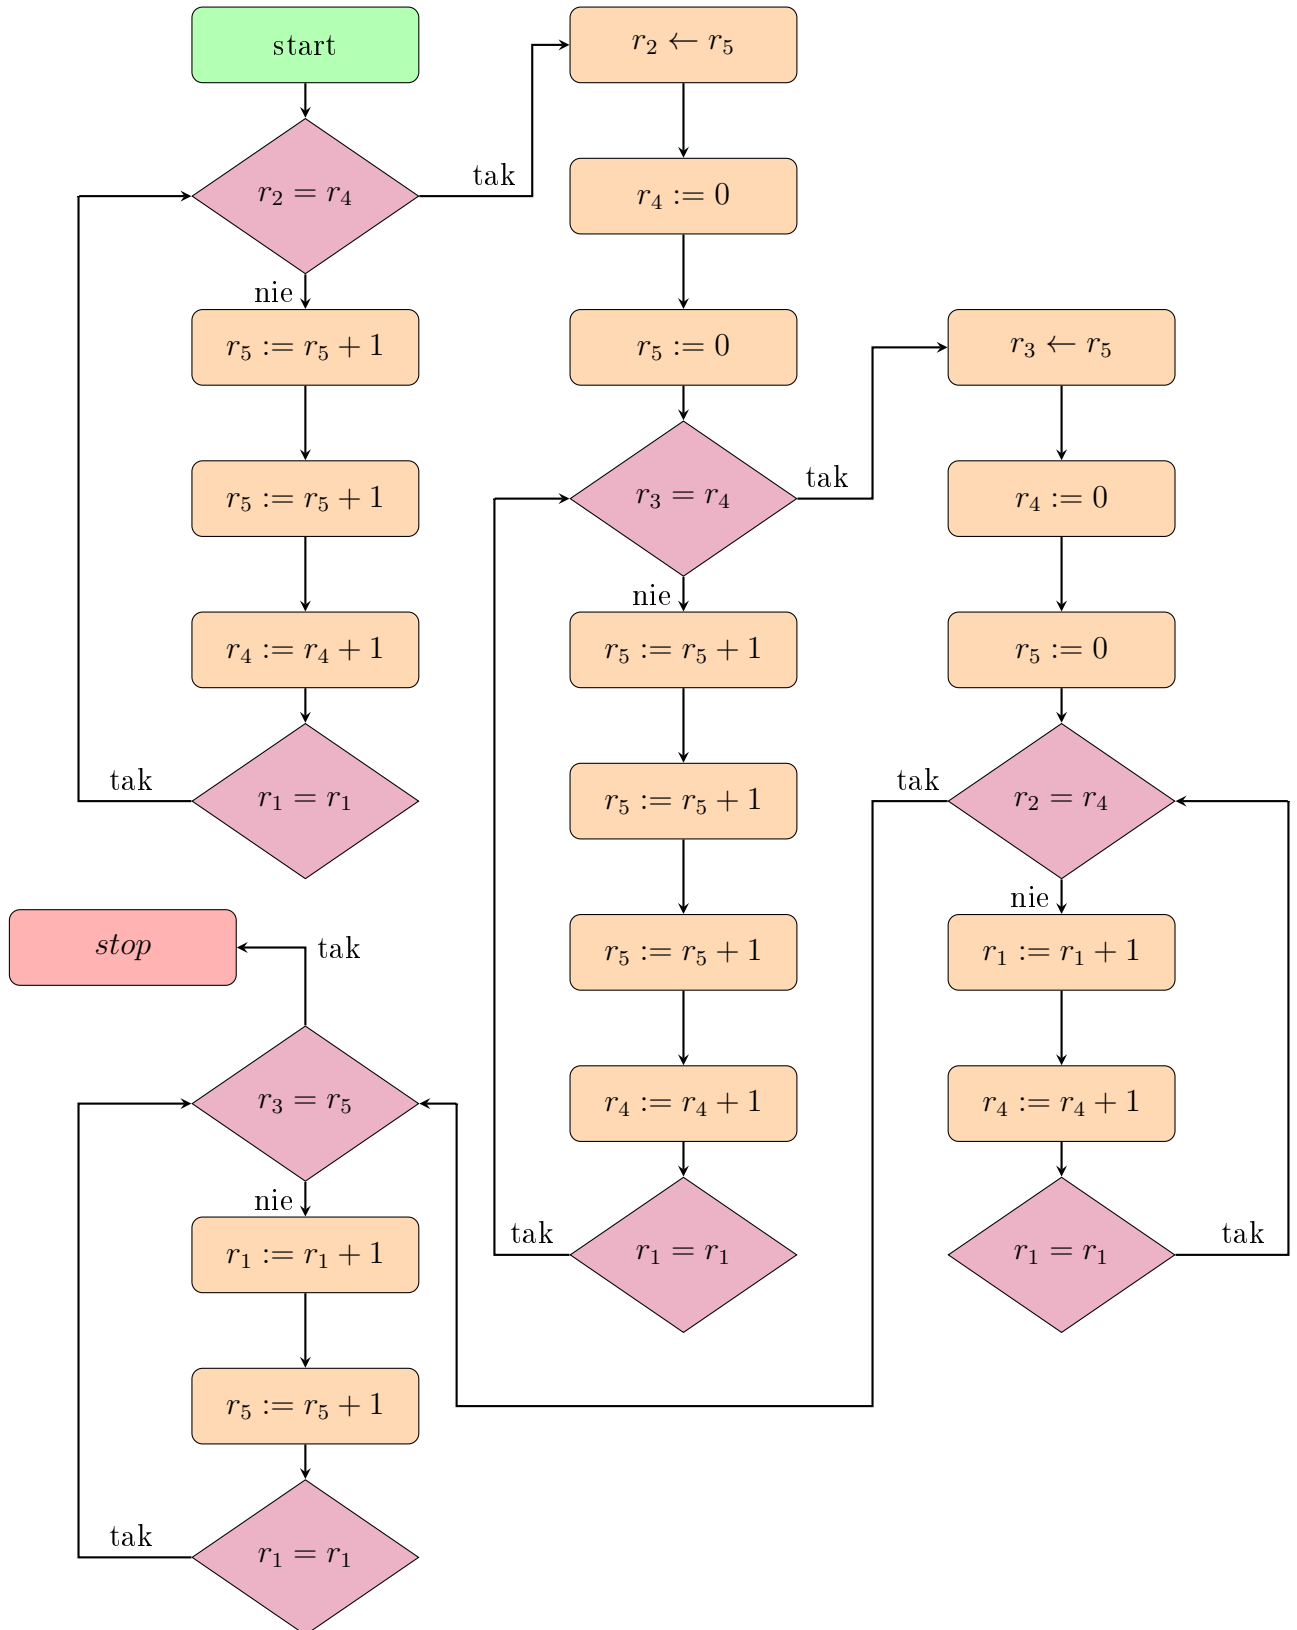 start
r₂ = r₄
tak
nie
r₅ := r₅ + 1
r₅ := r₅ + 1
r₄ := r₄ + 1
r₁ = r₁
tak
r₂ ← r₅
r₄ := 0
r₅ := 0
r₃ = r₄
tak
nie
r₅ := r₅ + 1
r₅ := r₅ + 1
r₅ := r₅ + 1
r₄ := r₄ + 1
r₁ = r₁
tak
r₃ ← r₅
r₄ := 0
r₅ := 0
r₂ = r₄
tak
nie
r₁ := r₁ + 1
r₄ := r₄ + 1
r₁ = r₁
tak
r₃ = r₅
tak
stop
nie
r₁ := r₁ + 1
r₅ := r₅ + 1
r₁ = r₁
tak